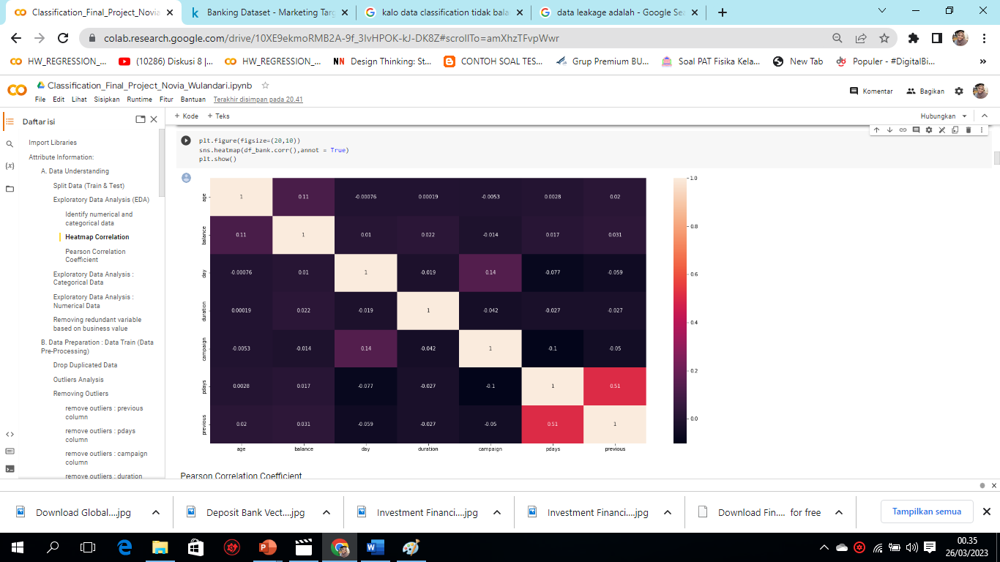 Classification_Final_Project_Novia
Banking Dataset - Marketing Targ
kalo data classification tidak bala
data leakage adalah - Google Se
colab.research.google.com/drive/10XE9ekmoRMB2A-9f_3IvHPOK-kJ-DK8Z#scrollTo=amXhzTFvpWwr
HW_REGRESSION_...
(10286) Diskusi 8 |...
HW_REGRESSION_...
NN Design Thinking: St...
CONTOH SOAL TES...
Grup Premium BU...
Soal PAT Fisika Kela...
New Tab
Populer - #DigitalBi...
»
Classification_Final_Project_Novia_Wulandari.ipynb
File Edit Lihat Sisipkan Runtime Fitur Bantuan Terakhir disimpan pada 20.41
Komentar Bagikan
Daftar isi
+ Kode + Teks
Hubungkan
Import Libraries
Attribute Information:
A. Data Understanding
Split Data (Train & Test)
Exploratory Data Analysis (EDA)
Identify numerical and
categorical data
Heatmap Correlation
Pearson Correlation
Coefficient
Exploratory Data Analysis :
Categorical Data
Exploratory Data Analysis :
Numerical Data
Removing redundant variable
based on business value
B. Data Preparation : Data Train (Data
Pre-Processing)
Drop Duplicated Data
Outliers Analysis
Removing Outliers
remove outliers : previous
column
remove outliers : pdays
column
remove outliers : campaign
column
remove outliers : duration
plt.figure(figsize=(20,10))
sns.heatmap(df_bank.corr(),annot = True)
plt.show()
age 1 0.11 -0.00076 0.00019 -0.0053 0.0028 0.02
balance 0.11 1 0.01 0.022 -0.014 0.017 0.031
day -0.00076 0.01 1 -0.019 0.14 -0.077 -0.059
duration 0.00019 0.022 -0.019 1 -0.042 -0.027 -0.027
campaign -0.0053 -0.014 0.14 -0.042 1 -0.1 -0.05
pdays 0.0028 0.017 -0.077 -0.027 -0.1 1 0.51
previous 0.02 0.031 -0.059 -0.027 -0.05 0.51 1
age balance day duration campaign pdays previous
1.0
0.8
0.6
0.4
0.2
0.0
Pearson Correlation Coefficient
Download Global....jpg
Deposit Bank Vect....jpg
Investment Financi....jpg
Investment Financi....jpg
Download Fin.... for free
Tampilkan semua
00.35
26/03/2023